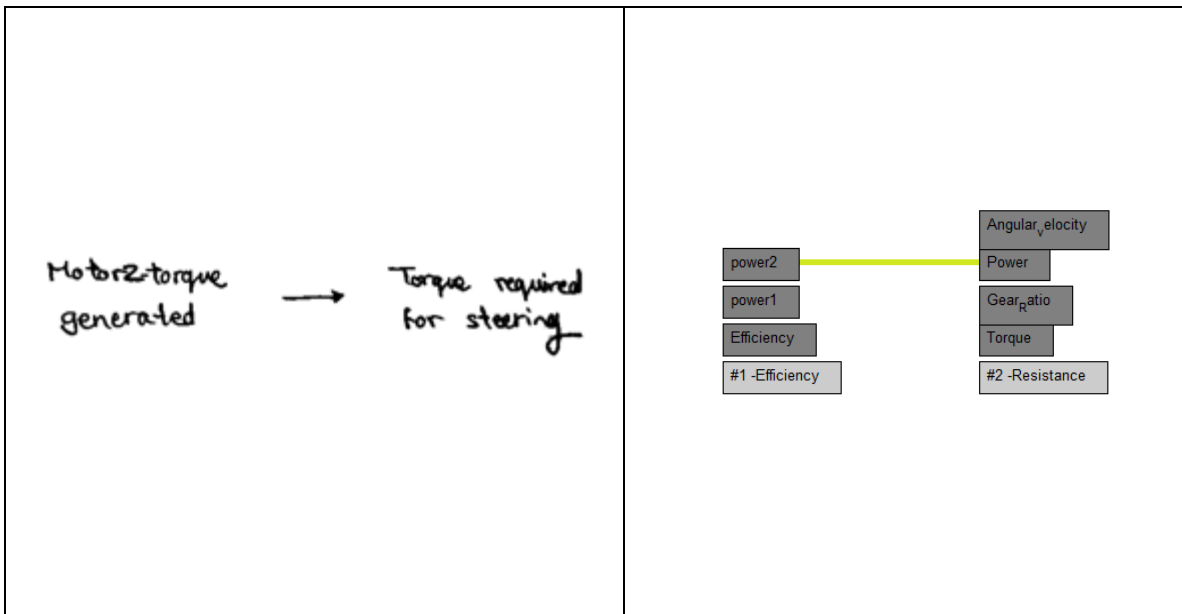 Motor2-torque
generated
→
Torque required
for steering
Angular_velocity
power2
Power
power1
Gear_Ratio
Efficiency
Torque
#1 -Efficiency
#2 -Resistance